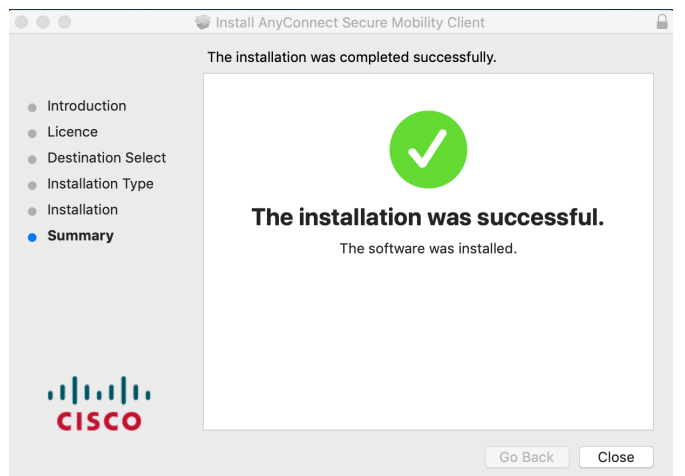 Install AnyConnect Secure Mobility Client
The installation was completed successfully.
Introduction
Licence
Destination Select
Installation Type
Installation
Summary
The installation was successful.
The software was installed.
CISCO
Go Back
Close